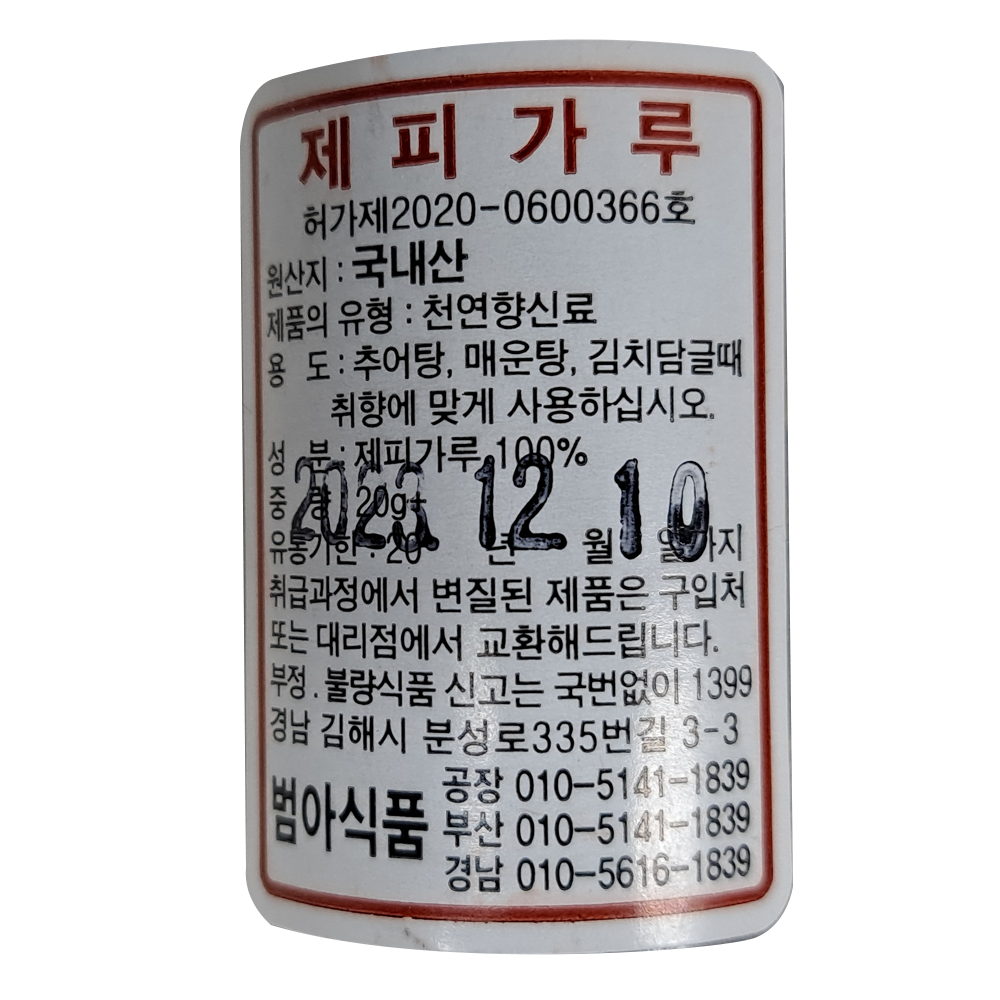 제피가루
허가제2020-0600366호
원산지 : 국내산
제품의 유형 : 천연향신료
용 도 : 추어탕, 매운탕, 김치담글때
취향에 맞게 사용하십시오.
성 분 : 제피가루 100%
중 량 20g±
2023 12 10
유통기한 : 20 년 월 일까지
취급과정에서 변질된 제품은 구입처
또는 대리점에서 교환해드립니다.
부정 . 불량식품 신고는 국번없이 1399
경남 김해시 분성로335번길 3-3
범아식품
공장 010-5141-1839
부산 010-5141-1839
경남 010-5616-1839